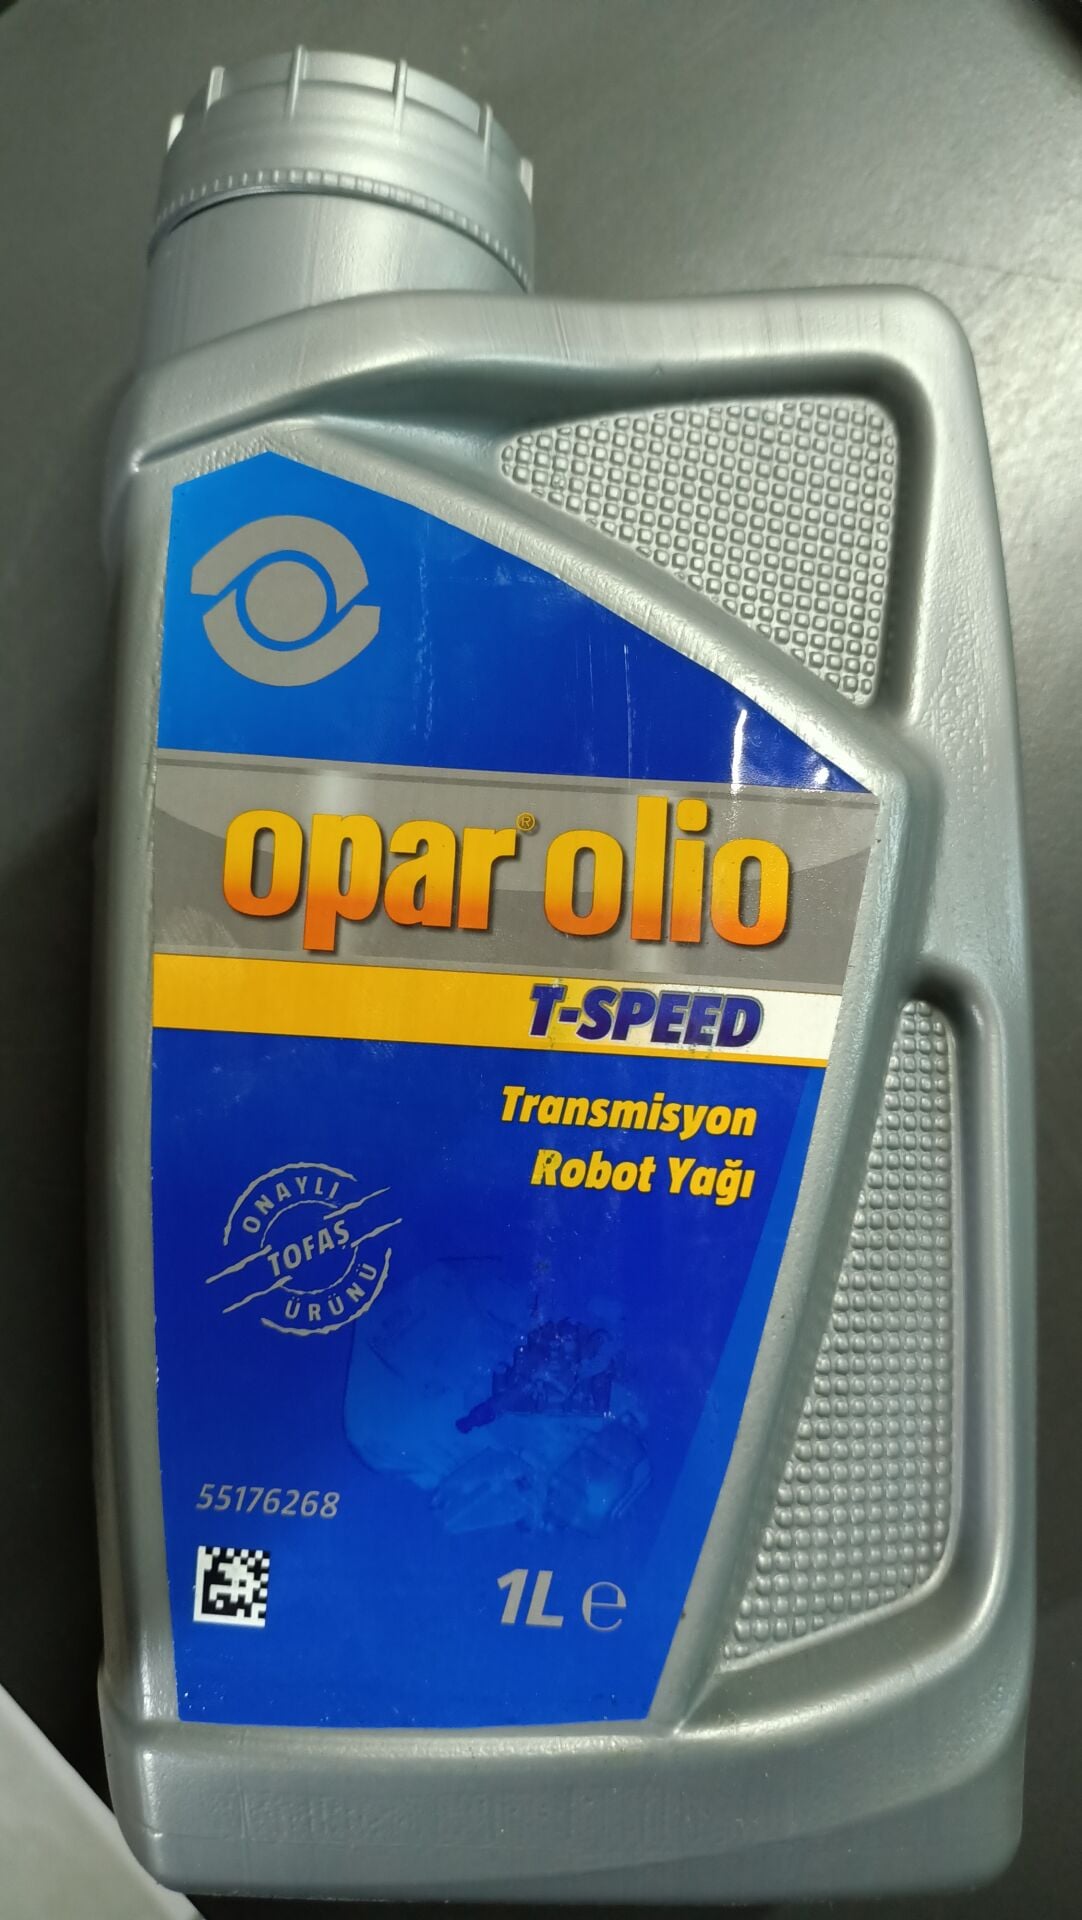 opar® olio
T-SPEED
Transmisyon
Robot Yağı
ONAYLI
TOFAŞ
ÜRÜNÜ
55176268
1L ℮